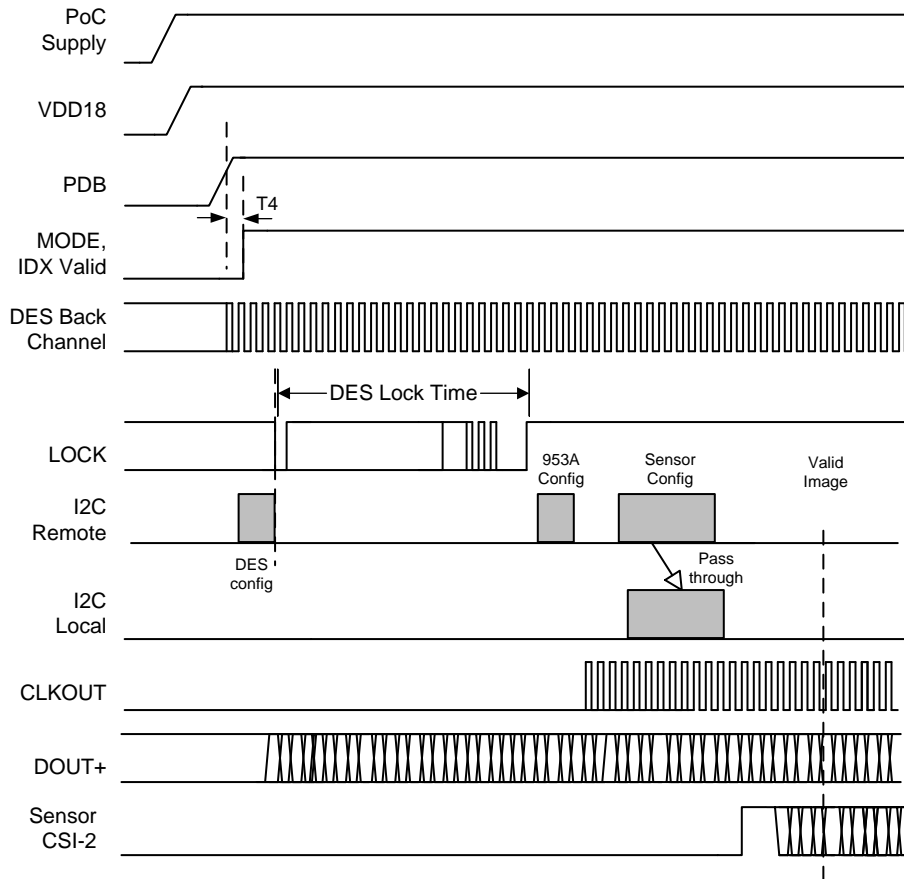 PoC
Supply
VDD18
PDB
T4
MODE,
IDX Valid
DES Back
Channel
DES Lock Time
LOCK
953A
Config
Sensor
Config
Valid
Image
I2C
Remote
DES
config
Pass
through
I2C
Local
CLKOUT
DOUT+
Sensor
CSI-2